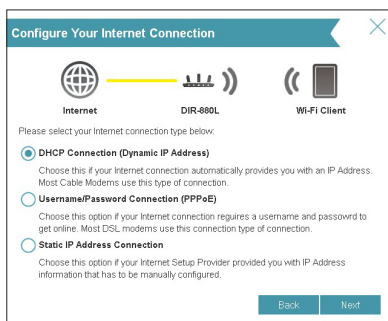 Configure Your Internet Connection
Internet DIR-880L Wi-Fi Client
Please select your Internet connection type below:
DHCP Connection (Dynamic IP Address)
Choose this if your Internet connection automatically provides you with an IP Address.
Most Cable Modems use this type of connection.
Username/Password Connection (PPPoE)
Choose this option if your Internet connection requires a username and passowrd to
get online. Most DSL modems use this connection type of connection.
Static IP Address Connection
Choose this option if your Internet Setup Provider provided you with IP Address
information that has to be manually configured.
Back Next